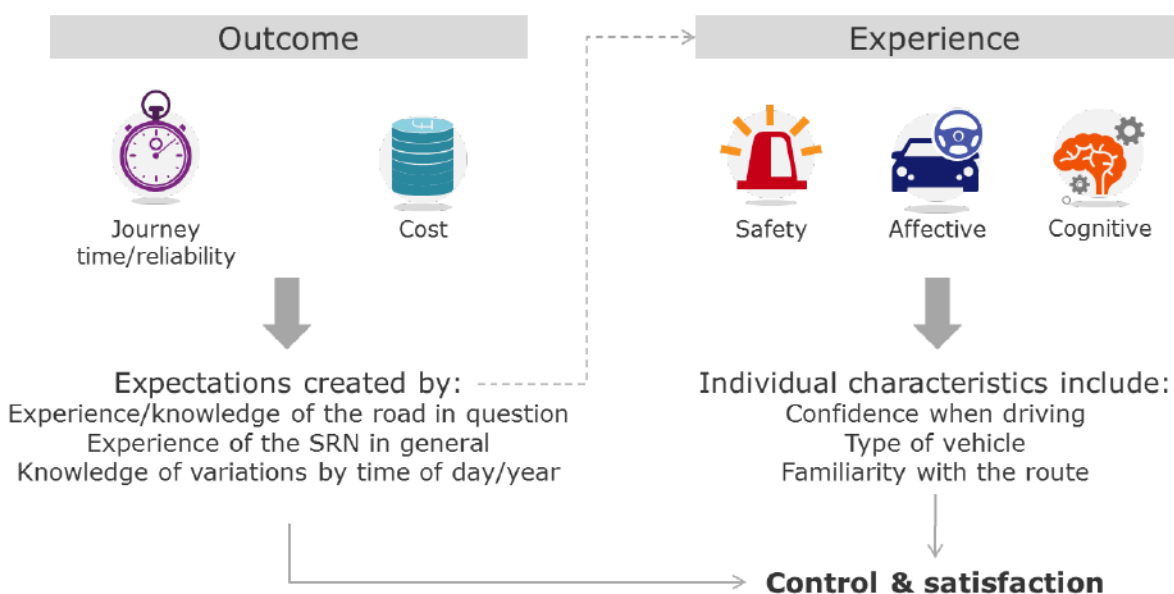 Outcome
Experience
Journey
time/reliability
Cost
Safety
Affective
Cognitive
Expectations created by:
Experience/knowledge of the road in question
Experience of the SRN in general
Knowledge of variations by time of day/year
Individual characteristics include:
Confidence when driving
Type of vehicle
Familiarity with the route
Control & satisfaction